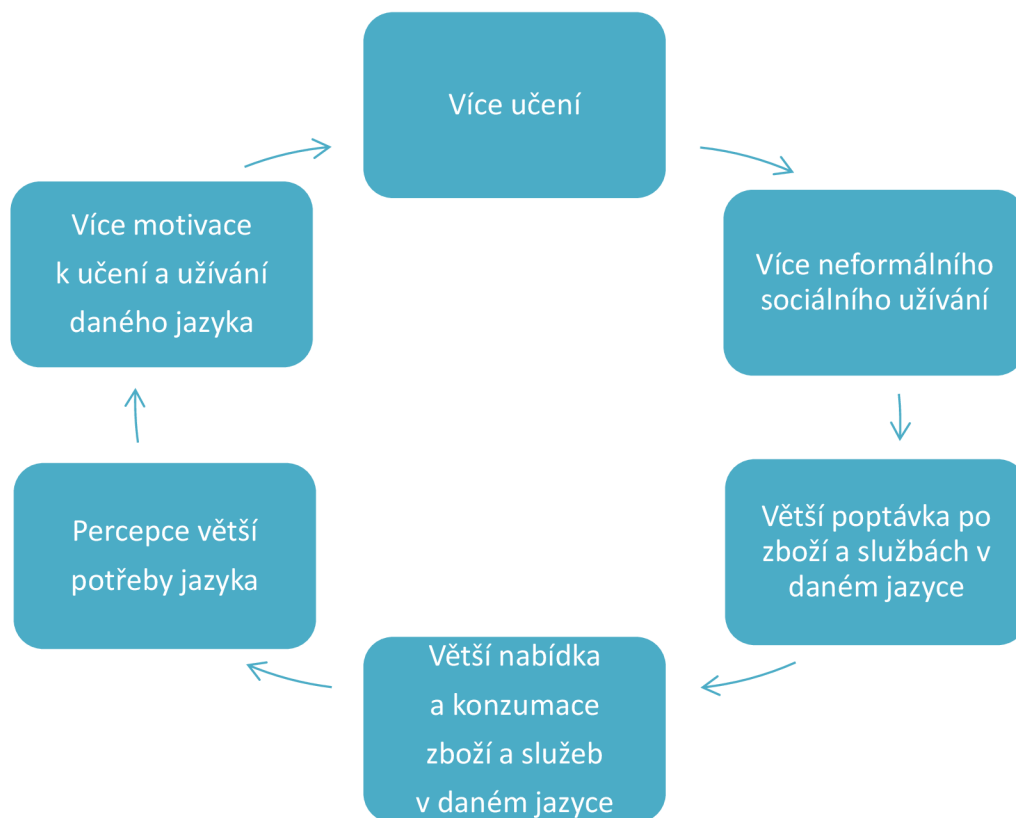 Více učení
Více neformálního
sociálního užívání
Větší poptávka po
zboží a službách v
daném jazyce
Větší nabídka
a konzumace
zboží a služeb
v daném jazyce
Percepce větší
potřeby jazyka
Více motivace
k učení a užívání
daného jazyka